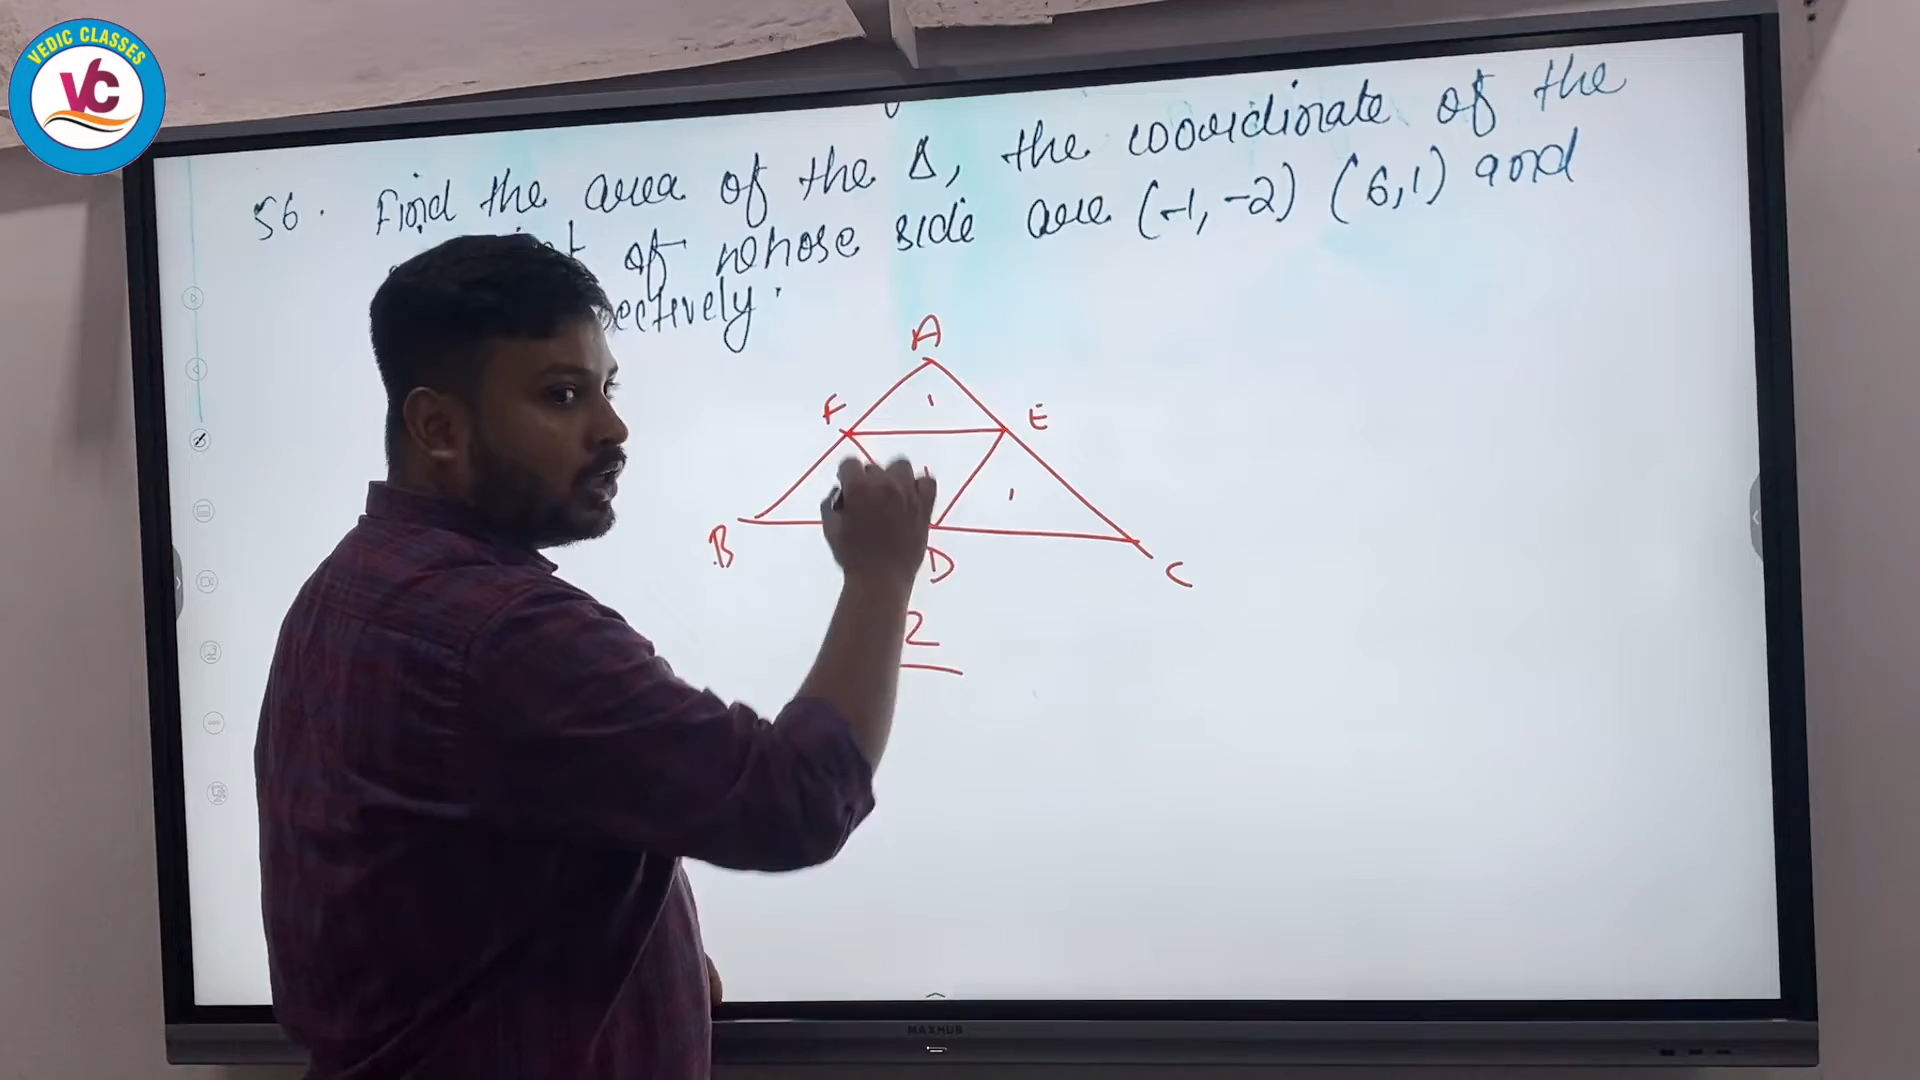 VEDIC CLASSES
VC
56. Find the area of the Δ, the coordinate of the
of whose side are (-1, -2) (6,1) and
A
F E
B D C
2
MAXHUB